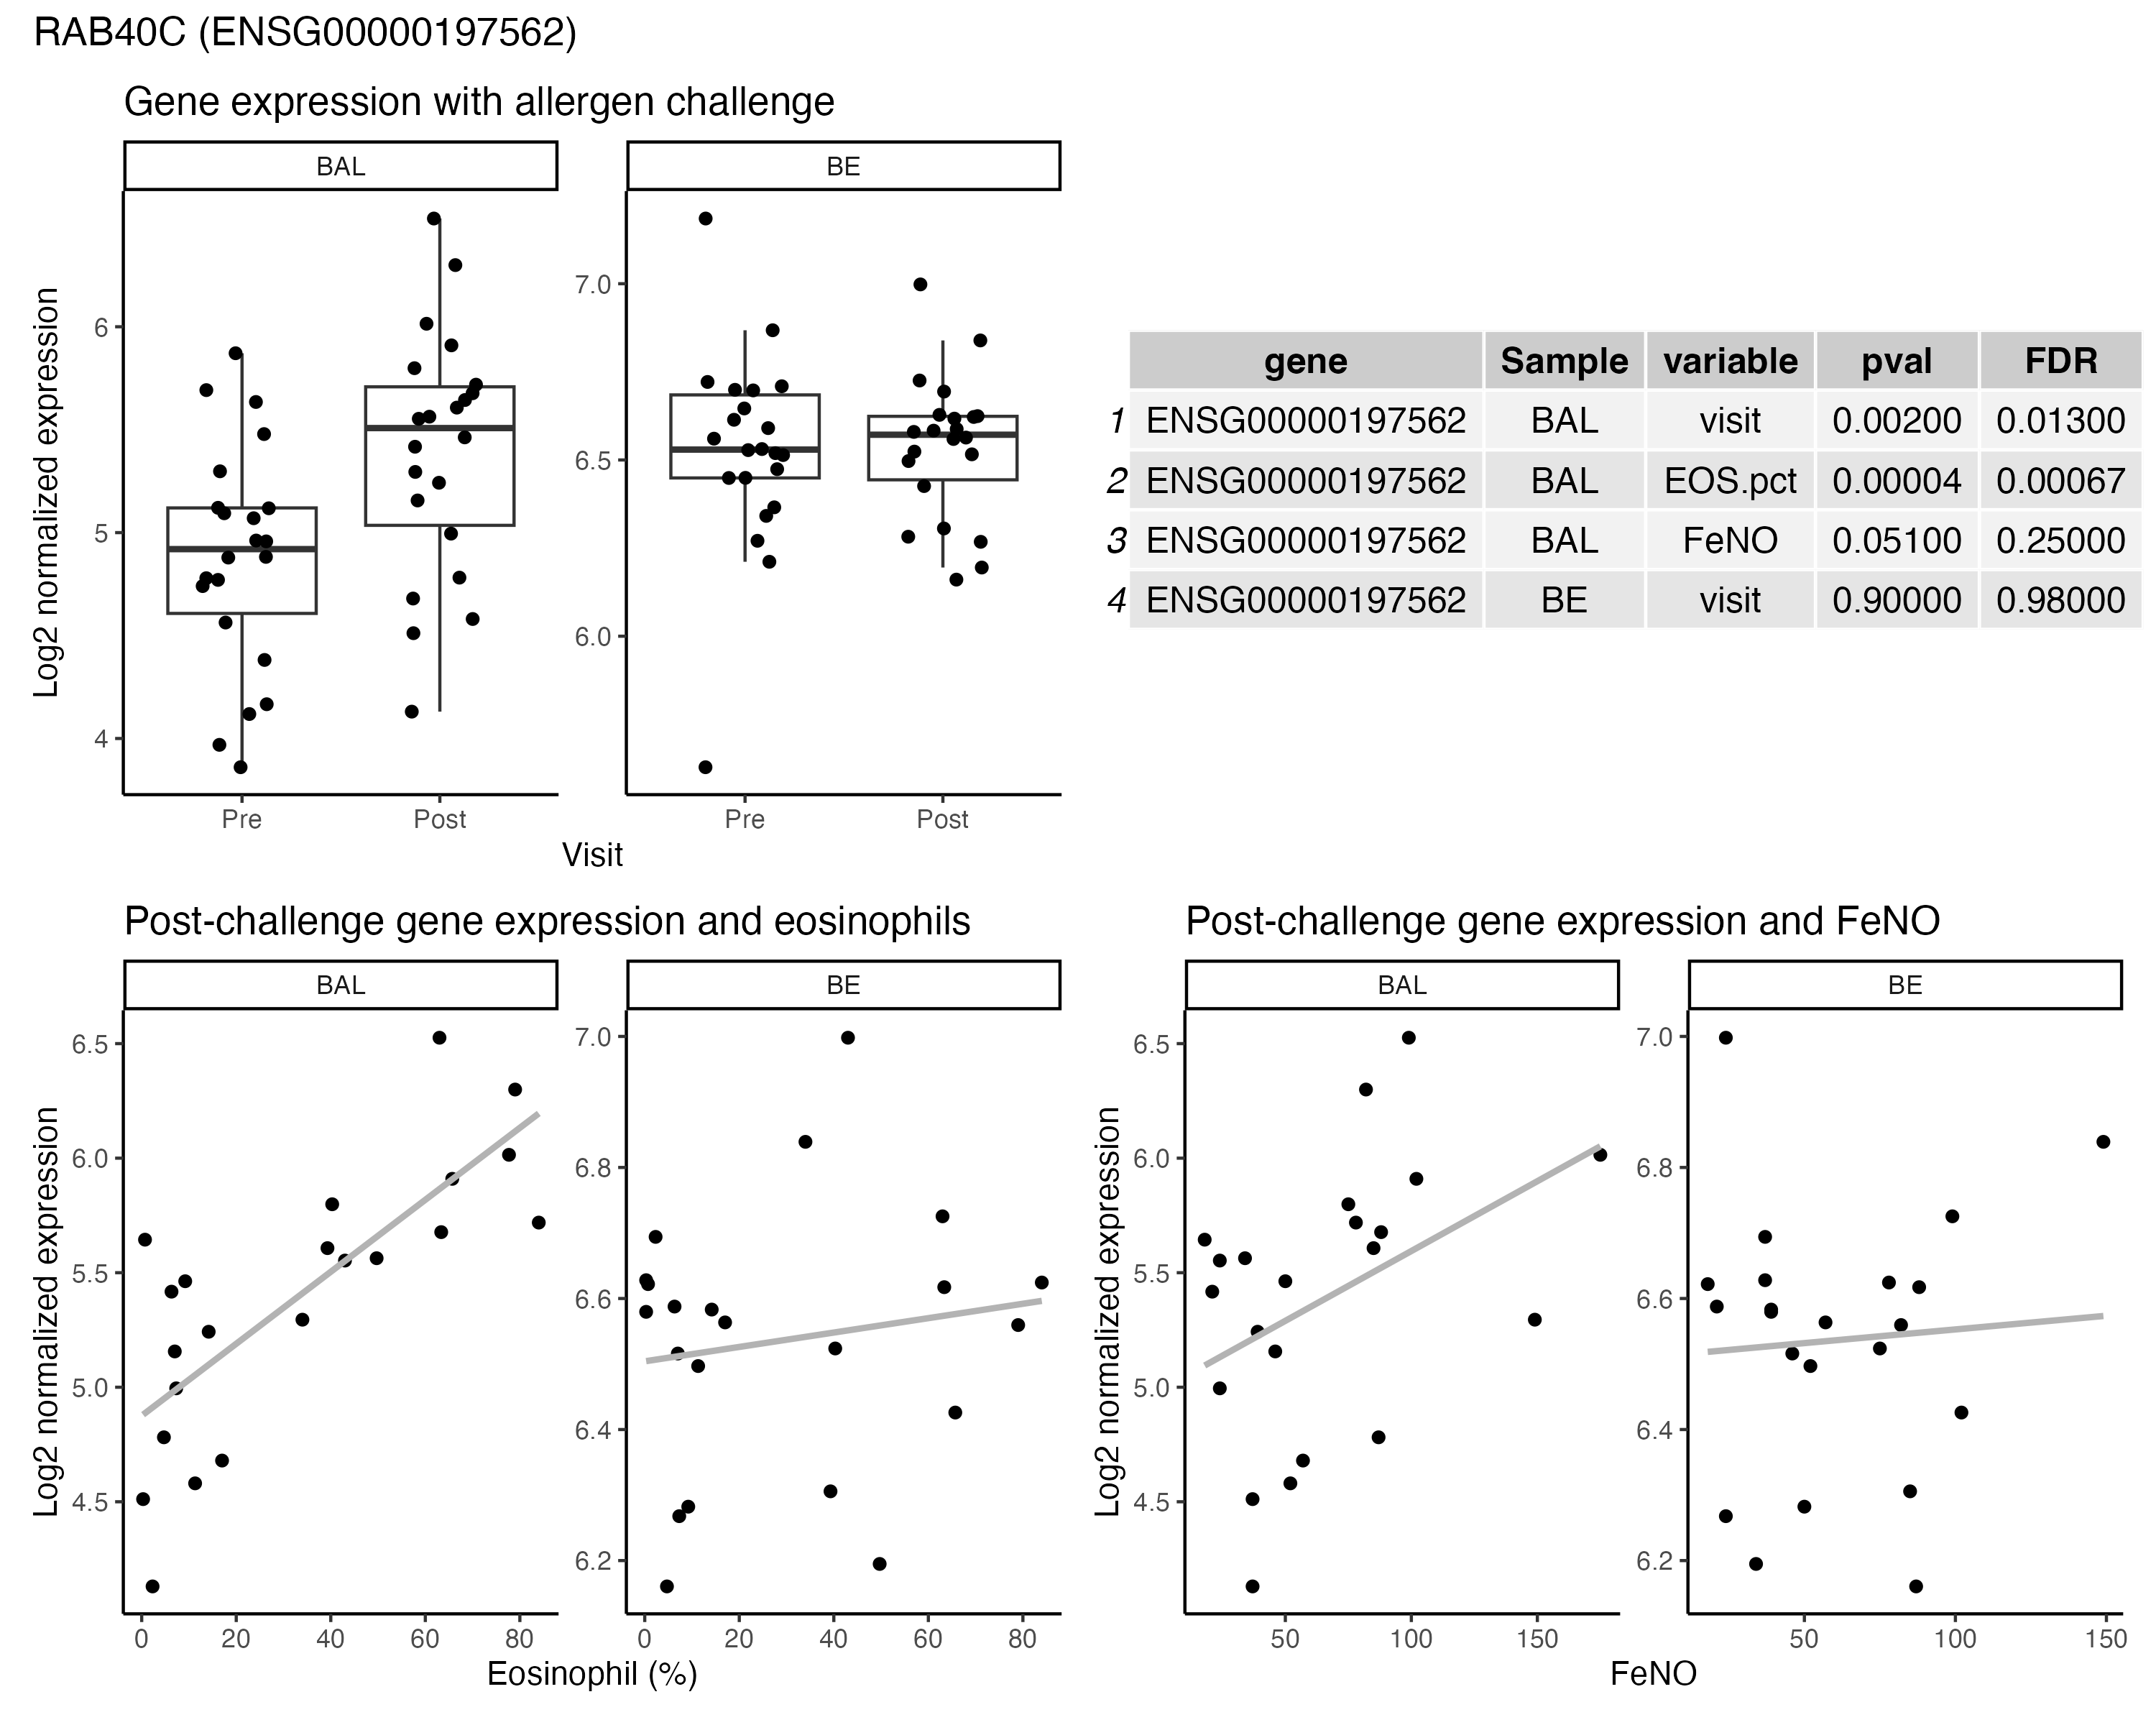 RAB40C (ENSG00000197562)
Gene expression with allergen challenge
BAL
BE
Log2 normalized expression
6
5
4
7.0
6.5
6.0
Pre
Post
Pre
Post
Visit
gene Sample variable pval FDR
1 ENSG00000197562 BAL visit 0.00200 0.01300
2 ENSG00000197562 BAL EOS.pct 0.00004 0.00067
3 ENSG00000197562 BAL FeNO 0.05100 0.25000
4 ENSG00000197562 BE visit 0.90000 0.98000
Post-challenge gene expression and eosinophils
BAL
BE
Log2 normalized expression
6.5
6.0
5.5
5.0
4.5
7.0
6.8
6.6
6.4
6.2
0 20 40 60 80
0 20 40 60 80
Eosinophil (%)
Post-challenge gene expression and FeNO
BAL
BE
Log2 normalized expression
6.5
6.0
5.5
5.0
4.5
7.0
6.8
6.6
6.4
6.2
50 100 150
50 100 150
FeNO